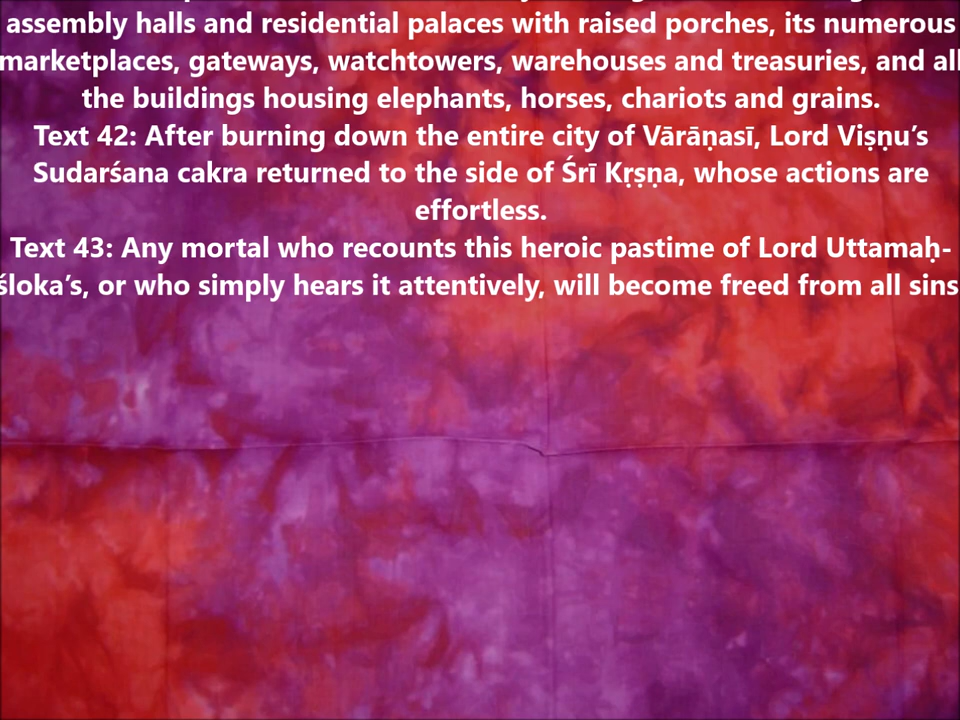 assembly halls and residential palaces with raised porches, its numerous
marketplaces, gateways, watchtowers, warehouses and treasuries, and all
the buildings housing elephants, horses, chariots and grains.
Text 42: After burning down the entire city of Vārāṇasī, Lord Viṣṇu’s
Sudarśana cakra returned to the side of Śrī Kṛṣṇa, whose actions are
effortless.
Text 43: Any mortal who recounts this heroic pastime of Lord Uttamaḥ-
śloka’s, or who simply hears it attentively, will become freed from all sins